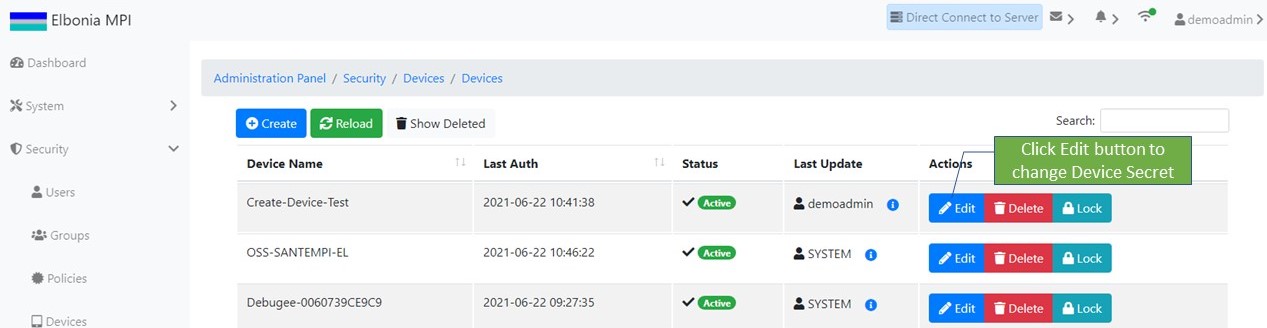 Elbonia MPI
Direct Connect to Server
demoadmin
Dashboard
System
Security
Users
Groups
Policies
Devices
Administration Panel / Security / Devices / Devices
Create Reload Show Deleted
Search:
Click Edit button to
change Device Secret
Device Name Last Auth Status Last Update Actions
Create-Device-Test 2021-06-22 10:41:38 Active demoadmin Edit Delete Lock
OSS-SANTEMPI-EL 2021-06-22 10:46:22 Active SYSTEM Edit Delete Lock
Debugee-0060739CE9C9 2021-06-22 09:27:35 Active SYSTEM Edit Delete Lock